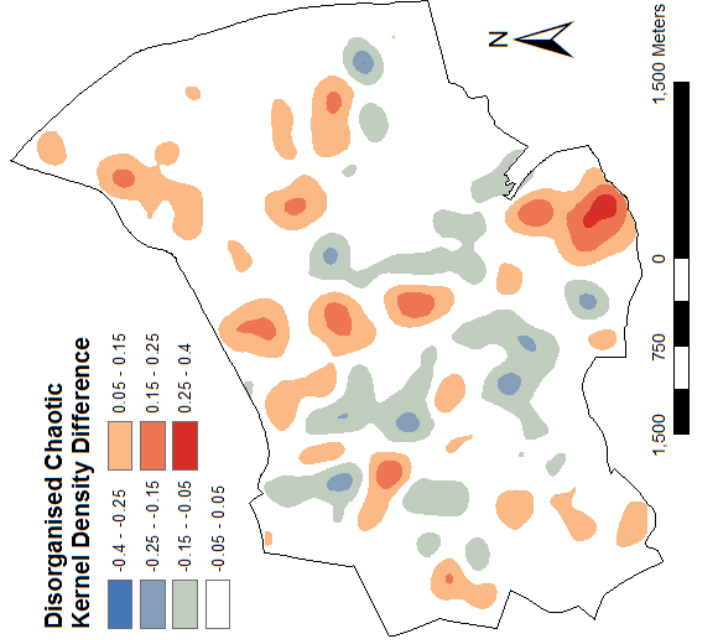 Disorganised Chaotic
Kernel Density Difference
-0.4 - -0.25
-0.25 - -0.15
-0.15 - -0.05
-0.05 - 0.05
0.05 - 0.15
0.15 - 0.25
0.25 - 0.4
N
1,500 750 0 1,500 Meters